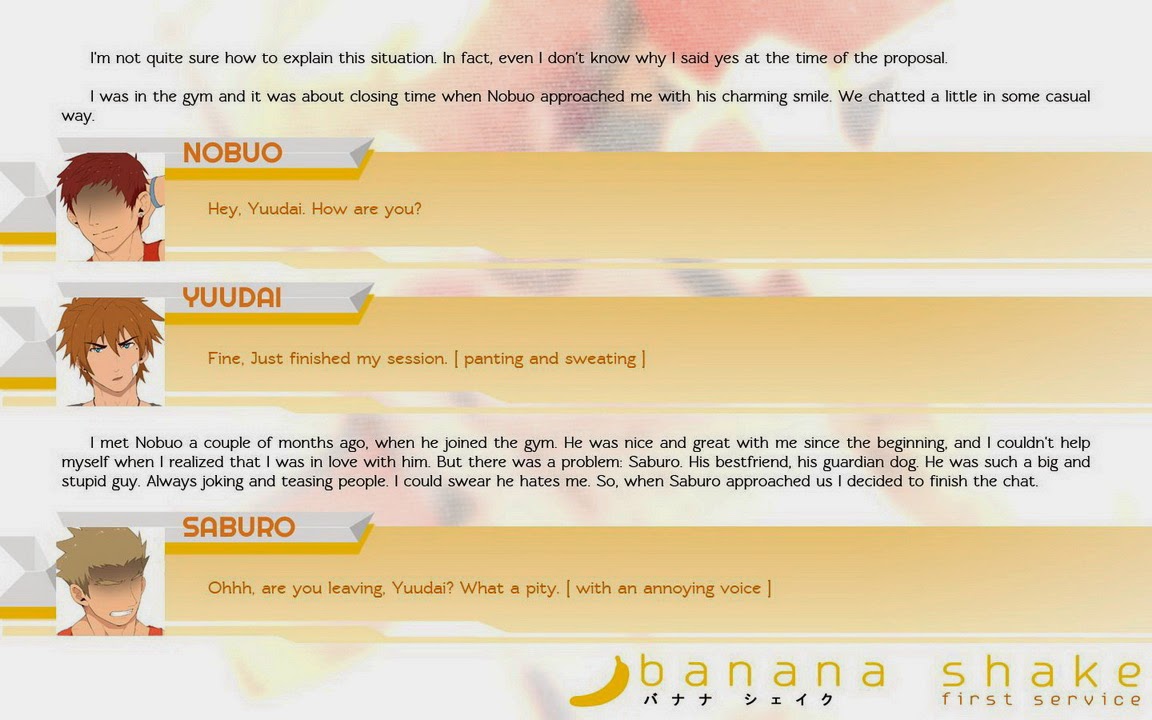 I'm not quite sure how to explain this situation. In fact, even I don't know why I said yes at the time of the proposal.
I was in the gym and it was about closing time when Nobuo approached me with his charming smile. We chatted a little in some casual
way.
NOBUO
Hey, Yuudai. How are you?
YUUDAI
Fine, Just finished my session. [ panting and sweating ]
I met Nobuo a couple of months ago, when he joined the gym. He was nice and great with me since the beginning, and I couldn't help
myself when I realized that I was in love with him. But there was a problem: Saburo. His bestfriend, his guardian dog. He was such a big and
stupid guy. Always joking and teasing people. I could swear he hates me. So, when Saburo approached us I decided to finish the chat.
SABURO
Ohhh, are you leaving, Yuudai? What a pity. [ with an annoying voice ]
banana shake
バナナ シェイク first service